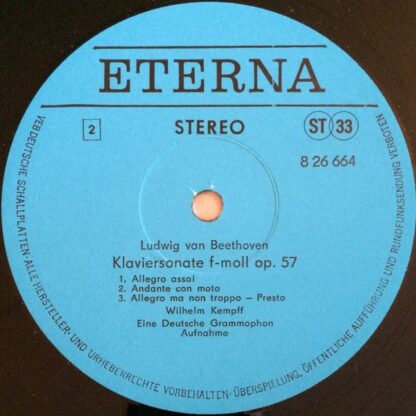 ETERNA
2
STEREO
ST 33
8 26 664
Ludwig van Beethoven
Klaviersonate f-moll op. 57
1. Allegro assai
2. Andante con moto
3. Allegro ma non troppo – Presto
Wilhelm Kempff
Eine Deutsche Grammophon
Aufnahme
VEB DEUTSCHE SCHALLPLATTEN · ALLE HERSTELLER- UND URHEBERRECHTE VORBEHALTEN · ÜBERSPIELUNG, ÖFFENTLICHE AUFFÜHRUNG UND RUNDFUNKSENDUNG VERBOTEN